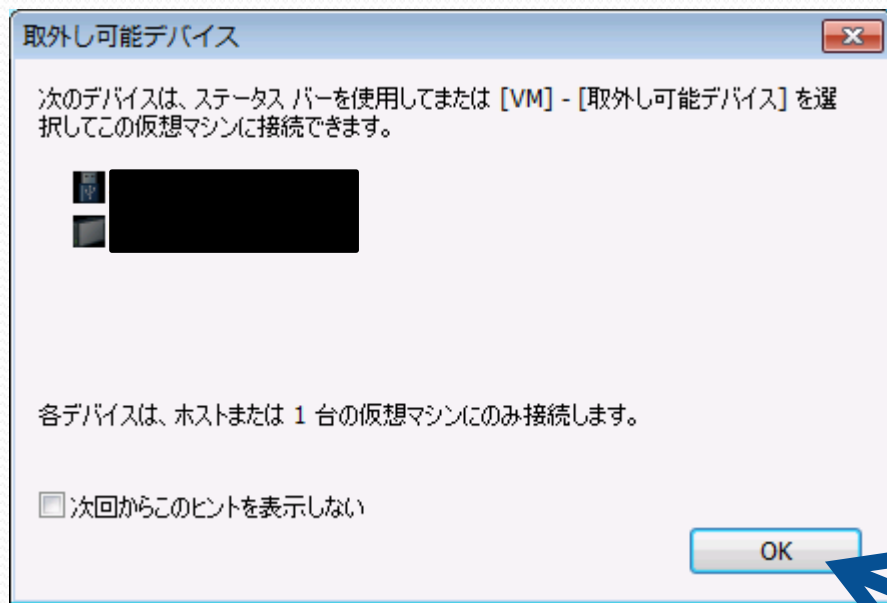 取外し可能デバイス
次のデバイスは、ステータス バーを使用してまたは [VM] - [取外し可能デバイス] を選
択してこの仮想マシンに接続できます。
各デバイスは、ホストまたは 1 台の仮想マシンにのみ接続します。
次回からこのヒントを表示しない
OK